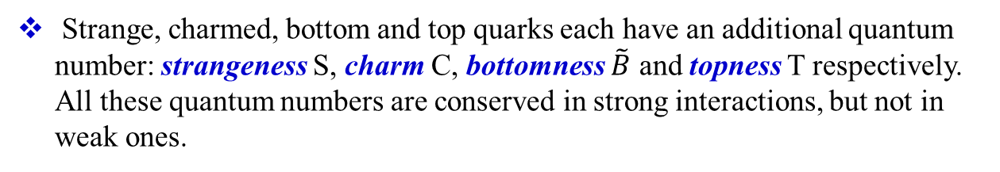 ❖ Strange, charmed, bottom and top quarks each have an additional quantum
number: strangeness S, charm C, bottomness B̃ and topness T respectively.
All these quantum numbers are conserved in strong interactions, but not in
weak ones.